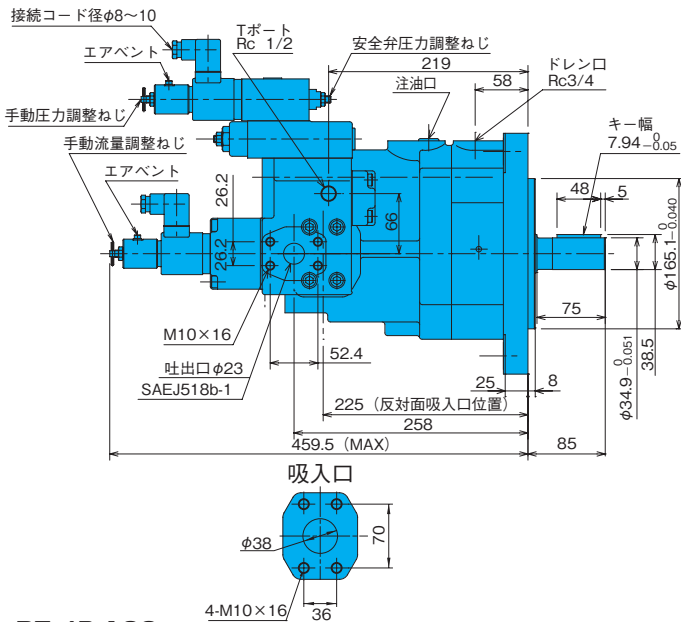 接続コード径φ8〜10
Tポート
Rc 1/2
安全弁圧力調整ねじ
エアベント
219
ドレン口
Rc3/4
58
注油口
手動圧力調整ねじ
キー幅
7.94 0 -0.05
手動流量調整ねじ
エアベント
26.2
26.2
66
48
5
φ165.1 0 -0.040
75
φ34.9 0 -0.051
38.5
M10×16
52.4
吐出口φ23
SAEJ518b-1
25
8
225（反対面吸入口位置）
258
459.5（MAX）
85
吸入口
φ38
70
4-M10×16
36